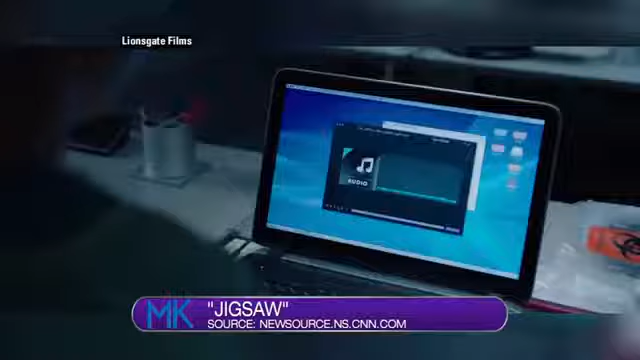 Lionsgate Films
AUDIO
MK
"JIGSAW"
SOURCE: NEWSOURCE.NS.CNN.COM